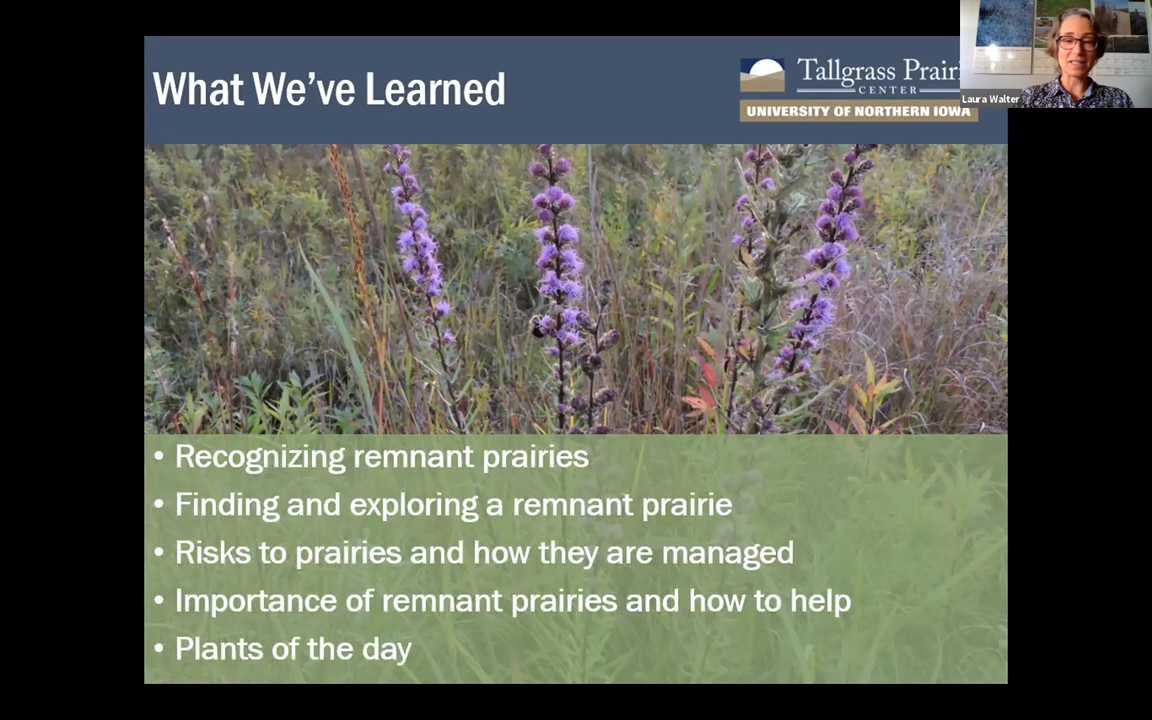 What We've Learned
Tallgrass Prairi
CENTER
UNIVERSITY OF NORTHERN IOWA
Laura Walter
• Recognizing remnant prairies
• Finding and exploring a remnant prairie
• Risks to prairies and how they are managed
• Importance of remnant prairies and how to help
• Plants of the day